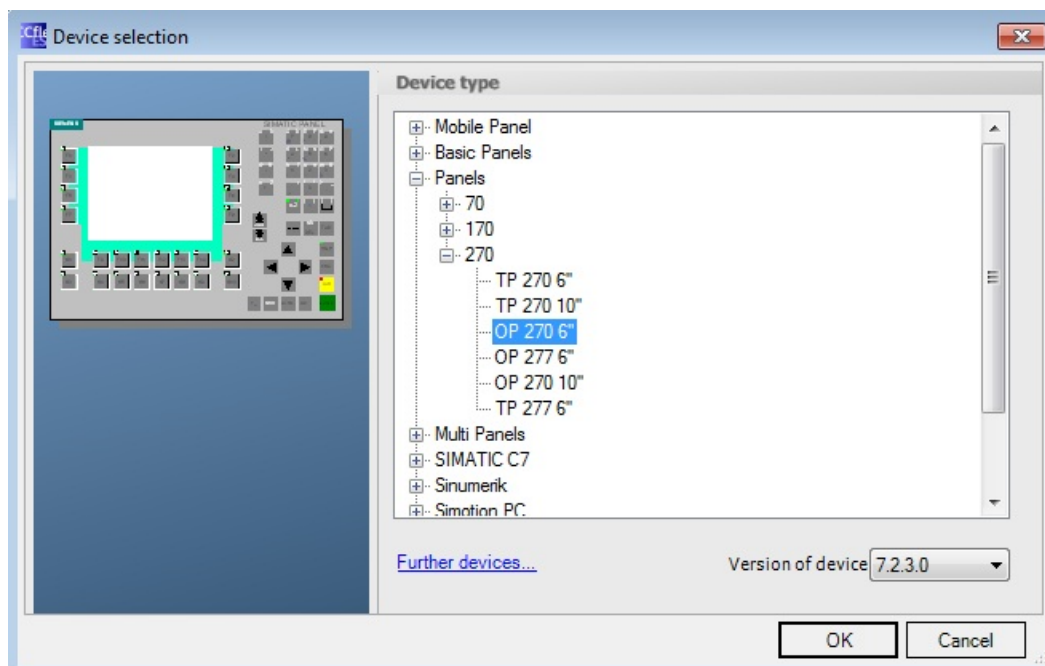 Device selection
Device type
Mobile Panel
Basic Panels
Panels
70
170
270
TP 270 6"
TP 270 10"
OP 270 6"
OP 277 6"
OP 270 10"
TP 277 6"
Multi Panels
SIMATIC C7
Sinumerik
Simotion PC
Further devices...
Version of device 7.2.3.0
OK Cancel
SIMATIC PANEL